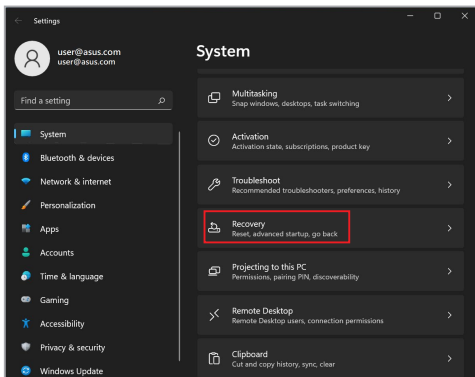 Settings
user@asus.com
user@asus.com
Find a setting
System
Bluetooth & devices
Network & internet
Personalization
Apps
Accounts
Time & language
Gaming
Accessibility
Privacy & security
Windows Update
System
Multitasking
Snap windows, desktops, task switching
Activation
Activation state, subscriptions, product key
Troubleshoot
Recommended troubleshooters, preferences, history
Recovery
Reset, advanced startup, go back
Projecting to this PC
Permissions, pairing PIN, discoverability
Remote Desktop
Remote Desktop users, connection permissions
Clipboard
Cut and copy history, sync, clear